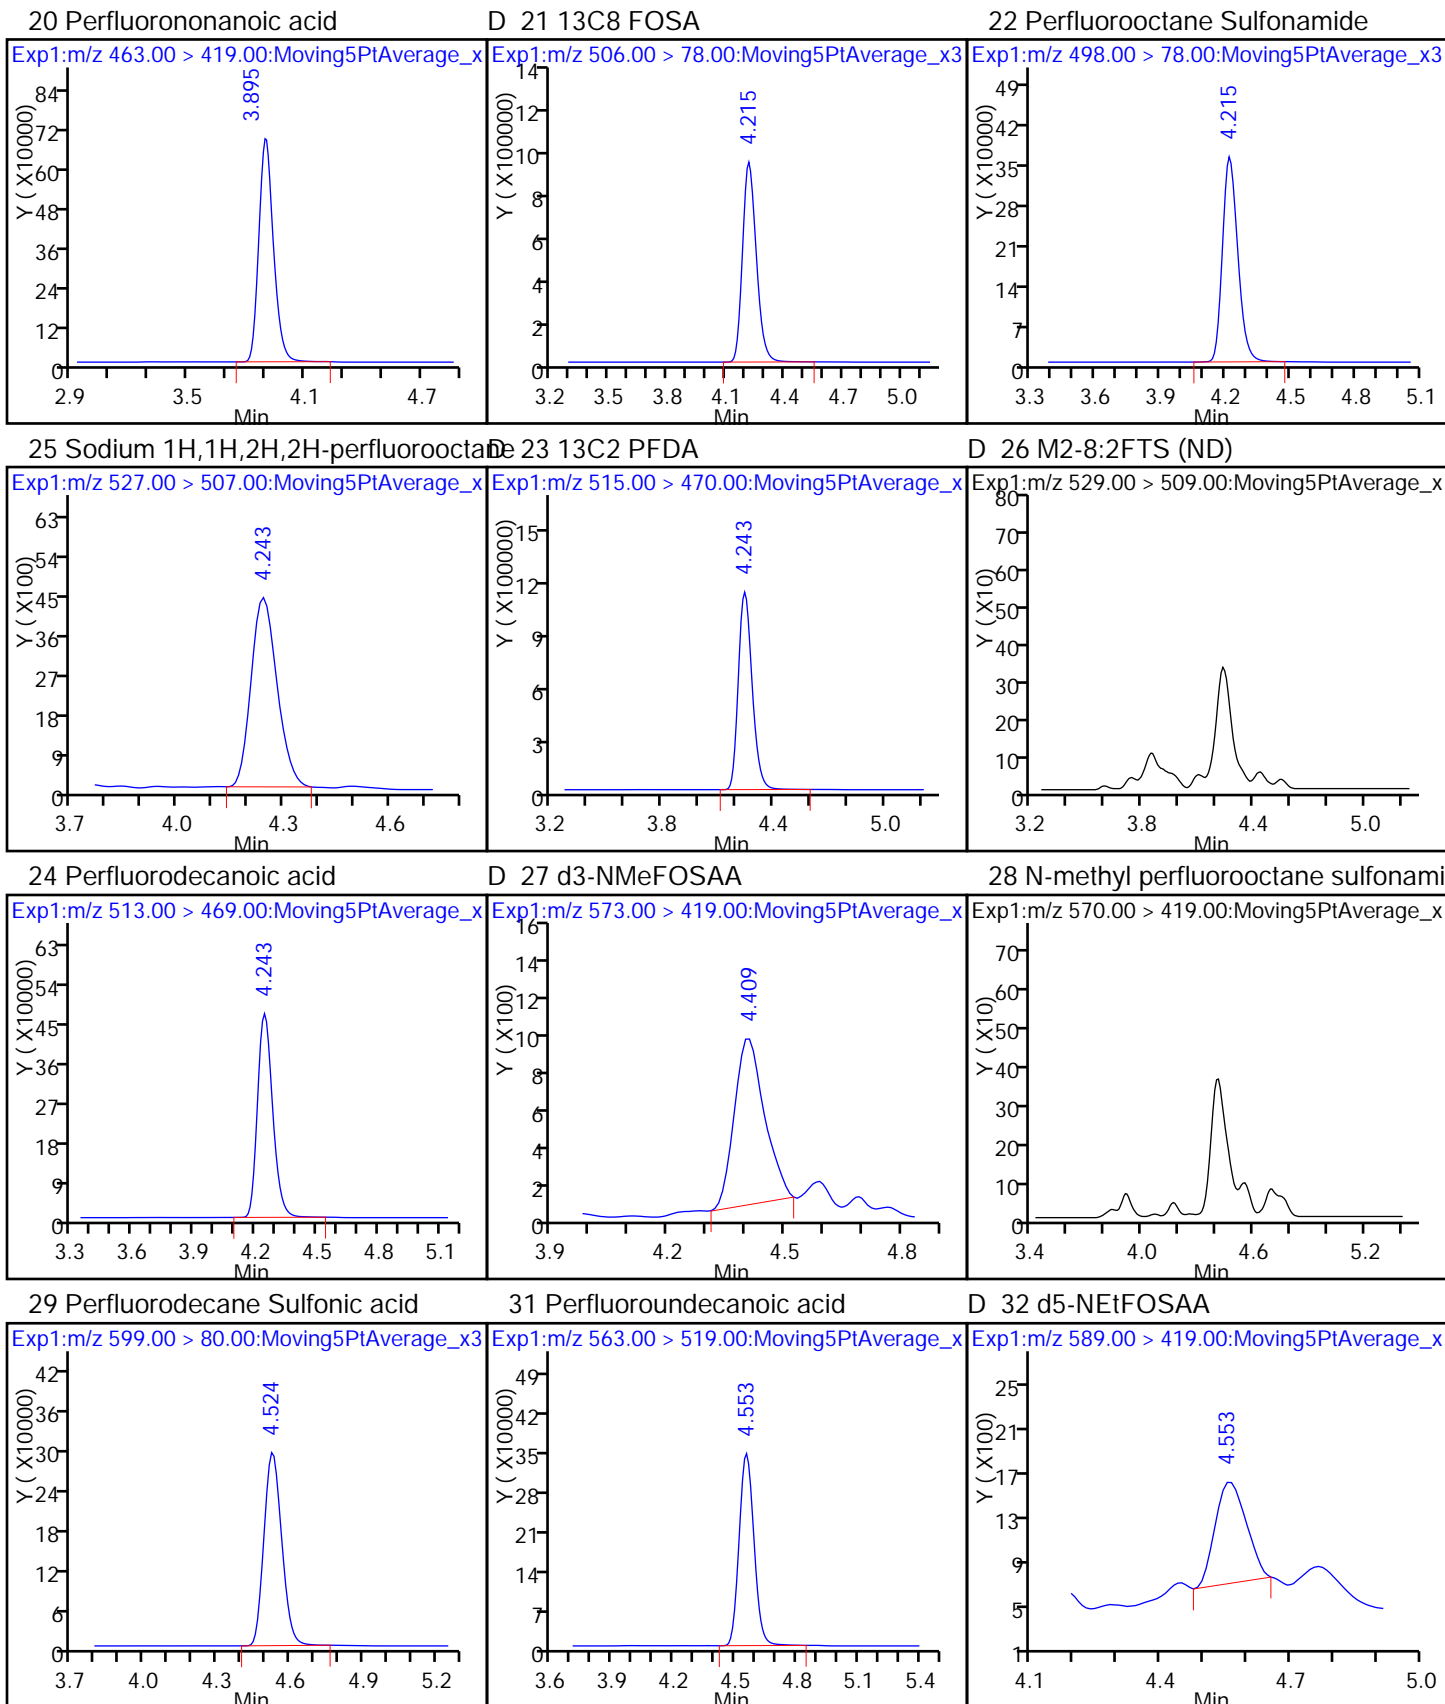 20 Perfluorononanoic acid
Exp1:m/z 463.00 > 419.00:Moving5PtAverage_x
3.895
Y ( X10000)
84
72
60
48
36
24
12
0
2.9 3.5 4.1 4.7
Min
D 21 13C8 FOSA
Exp1:m/z 506.00 > 78.00:Moving5PtAverage_x3
4.215
Y ( X100000)
14
12
10
8
6
4
2
0
3.2 3.5 3.8 4.1 4.4 4.7 5.0
Min
22 Perfluorooctane Sulfonamide
Exp1:m/z 498.00 > 78.00:Moving5PtAverage_x3
4.215
Y ( X10000)
49
42
35
28
21
14
7
0
3.3 3.6 3.9 4.2 4.5 4.8 5.1
Min
25 Sodium 1H,1H,2H,2H-perfluorooctane
Exp1:m/z 527.00 > 507.00:Moving5PtAverage_x
4.243
Y ( X100)
63
54
45
36
27
18
9
0
3.7 4.0 4.3 4.6
Min
D 23 13C2 PFDA
Exp1:m/z 515.00 > 470.00:Moving5PtAverage_x
4.243
Y ( X100000)
15
12
9
6
3
0
3.2 3.8 4.4 5.0
Min
D 26 M2-8:2FTS (ND)
Exp1:m/z 529.00 > 509.00:Moving5PtAverage_x
Y ( X10)
80
70
60
50
40
30
20
10
0
3.2 3.8 4.4 5.0
Min
24 Perfluorodecanoic acid
Exp1:m/z 513.00 > 469.00:Moving5PtAverage_x
4.243
Y ( X10000)
63
54
45
36
27
18
9
0
3.3 3.6 3.9 4.2 4.5 4.8 5.1
Min
D 27 d3-NMeFOSAA
Exp1:m/z 573.00 > 419.00:Moving5PtAverage_x
4.409
Y ( X100)
16
14
12
10
8
6
4
2
0
3.9 4.2 4.5 4.8
Min
28 N-methyl perfluorooctane sulfonami
Exp1:m/z 570.00 > 419.00:Moving5PtAverage_x
Y ( X10)
70
60
50
40
30
20
10
0
3.4 4.0 4.6 5.2
Min
29 Perfluorodecane Sulfonic acid
Exp1:m/z 599.00 > 80.00:Moving5PtAverage_x3
4.524
Y ( X10000)
42
36
30
24
18
12
6
0
3.7 4.0 4.3 4.6 4.9 5.2
Min
31 Perfluoroundecanoic acid
Exp1:m/z 563.00 > 519.00:Moving5PtAverage_x
4.553
Y ( X10000)
49
42
35
28
21
14
7
0
3.6 3.9 4.2 4.5 4.8 5.1 5.4
Min
D 32 d5-NEtFOSAA
Exp1:m/z 589.00 > 419.00:Moving5PtAverage_x
4.553
Y ( X100)
25
21
17
13
9
5
1
4.1 4.4 4.7 5.0
Min